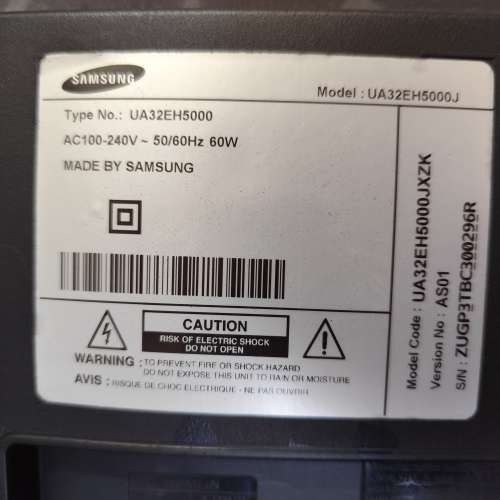 SAMSUNG
Model : UA32EH5000J
Type No.: UA32EH5000
AC100-240V ~ 50/60Hz 60W
MADE BY SAMSUNG
CAUTION
RISK OF ELECTRIC SHOCK
DO NOT OPEN
WARNING : TO PREVENT FIRE OR SHOCK HAZARD
DO NOT EXPOSE THIS UNIT TO RAIN OR MOISTURE
AVIS : RISQUE DE CHOC ELECTRIQUE - NE PAS OUVRIR
Model Code : UA32EH5000JXZK
Version No : AS01
S/N : ZUGP3TBC300296R